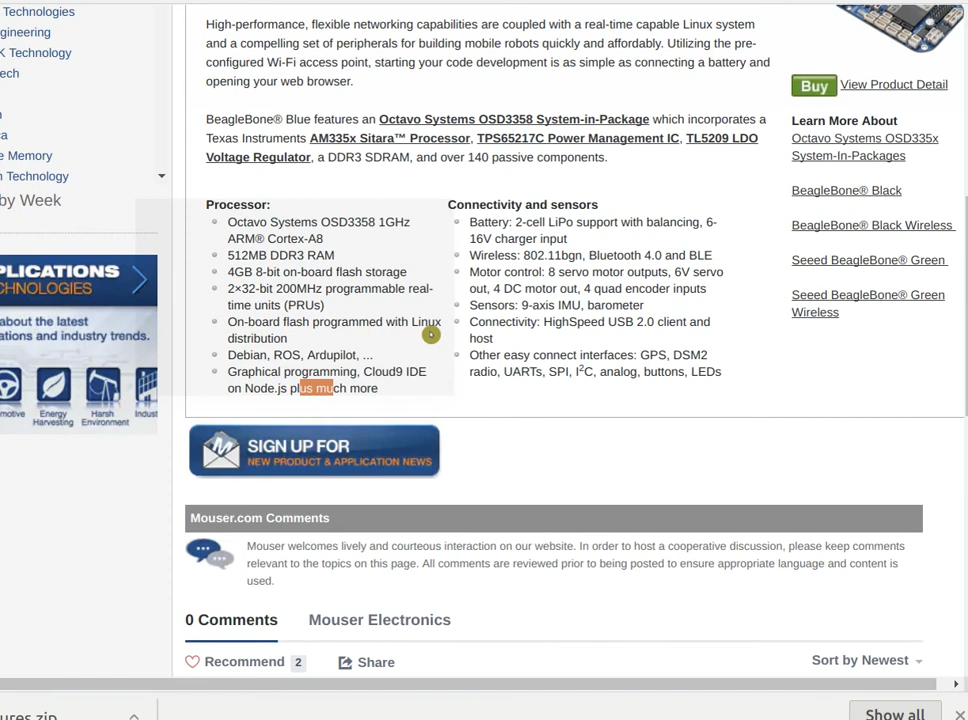 Technologies
gineering
K Technology
ech
ca
e Memory
n Technology
by Week
PLICATIONS
CHNOLOGIES
about the latest
ations and industry trends.
motive
Energy
Harvesting
Harsh
Environment
Indust
High-performance, flexible networking capabilities are coupled with a real-time capable Linux system
and a compelling set of peripherals for building mobile robots quickly and affordably. Utilizing the pre-
configured Wi-Fi access point, starting your code development is as simple as connecting a battery and
opening your web browser.
BeagleBone® Blue features an Octavo Systems OSD3358 System-in-Package which incorporates a
Texas Instruments AM335x Sitara™ Processor, TPS65217C Power Management IC, TL5209 LDO
Voltage Regulator, a DDR3 SDRAM, and over 140 passive components.
Processor:
Octavo Systems OSD3358 1GHz
ARM® Cortex-A8
512MB DDR3 RAM
4GB 8-bit on-board flash storage
2×32-bit 200MHz programmable real-
time units (PRUs)
On-board flash programmed with Linux
distribution
Debian, ROS, Ardupilot, ...
Graphical programming, Cloud9 IDE
on Node.js plus much more
Connectivity and sensors
Battery: 2-cell LiPo support with balancing, 6-
16V charger input
Wireless: 802.11bgn, Bluetooth 4.0 and BLE
Motor control: 8 servo motor outputs, 6V servo
out, 4 DC motor out, 4 quad encoder inputs
Sensors: 9-axis IMU, barometer
Connectivity: HighSpeed USB 2.0 client and
host
Other easy connect interfaces: GPS, DSM2
radio, UARTs, SPI, I²C, analog, buttons, LEDs
Buy View Product Detail
Learn More About
Octavo Systems OSD335x
System-In-Packages
BeagleBone® Black
BeagleBone® Black Wireless
Seeed BeagleBone® Green
Seeed BeagleBone® Green
Wireless
SIGN UP FOR
NEW PRODUCT & APPLICATION NEWS
Mouser.com Comments
Mouser welcomes lively and courteous interaction on our website. In order to host a cooperative discussion, please keep comments
relevant to the topics on this page. All comments are reviewed prior to being posted to ensure appropriate language and content is
used.
0 Comments Mouser Electronics
Recommend 2 Share Sort by Newest
ures.zip Show all